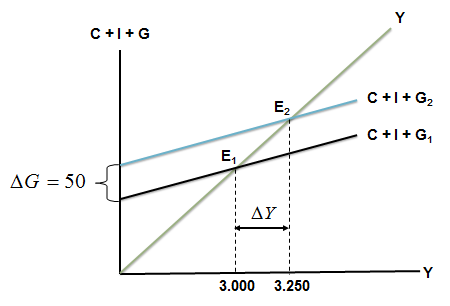 Y
C + I + G
C + I + G₂
E₂
C + I + G₁
E₁
ΔG = 50
ΔY
Y
3.000 3.250